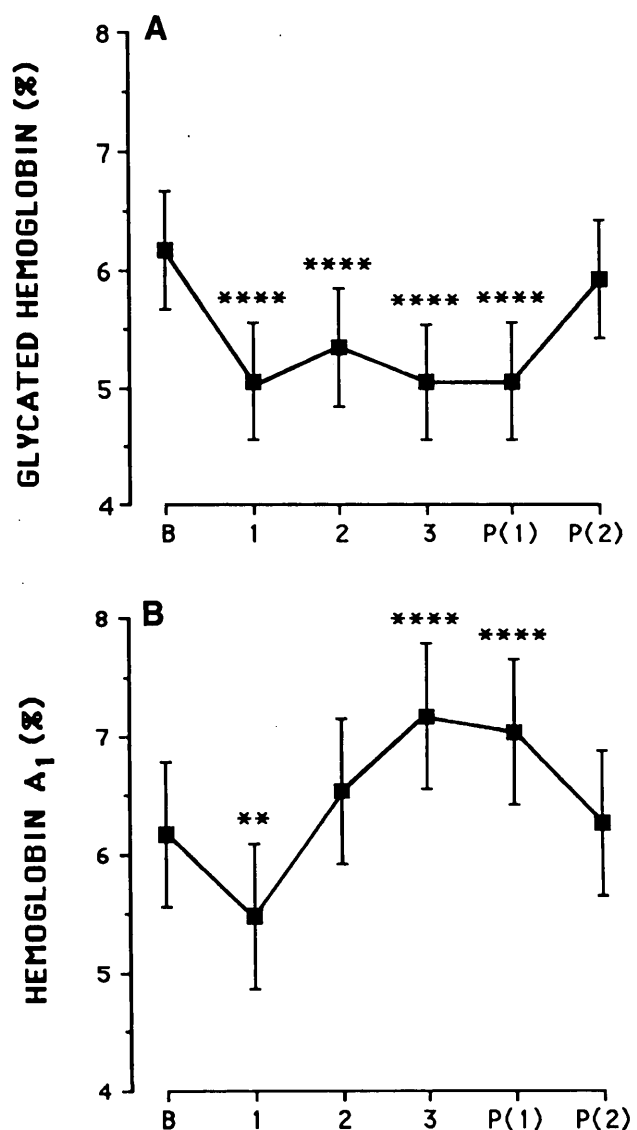 A
GLYCATED HEMOGLOBIN (%)
8
7
6
5
4
****
****
****
****
B 1 2 3 P(1) P(2)
B
HEMOGLOBIN A1 (%)
8
7
6
5
4
**
****
****
B 1 2 3 P(1) P(2)